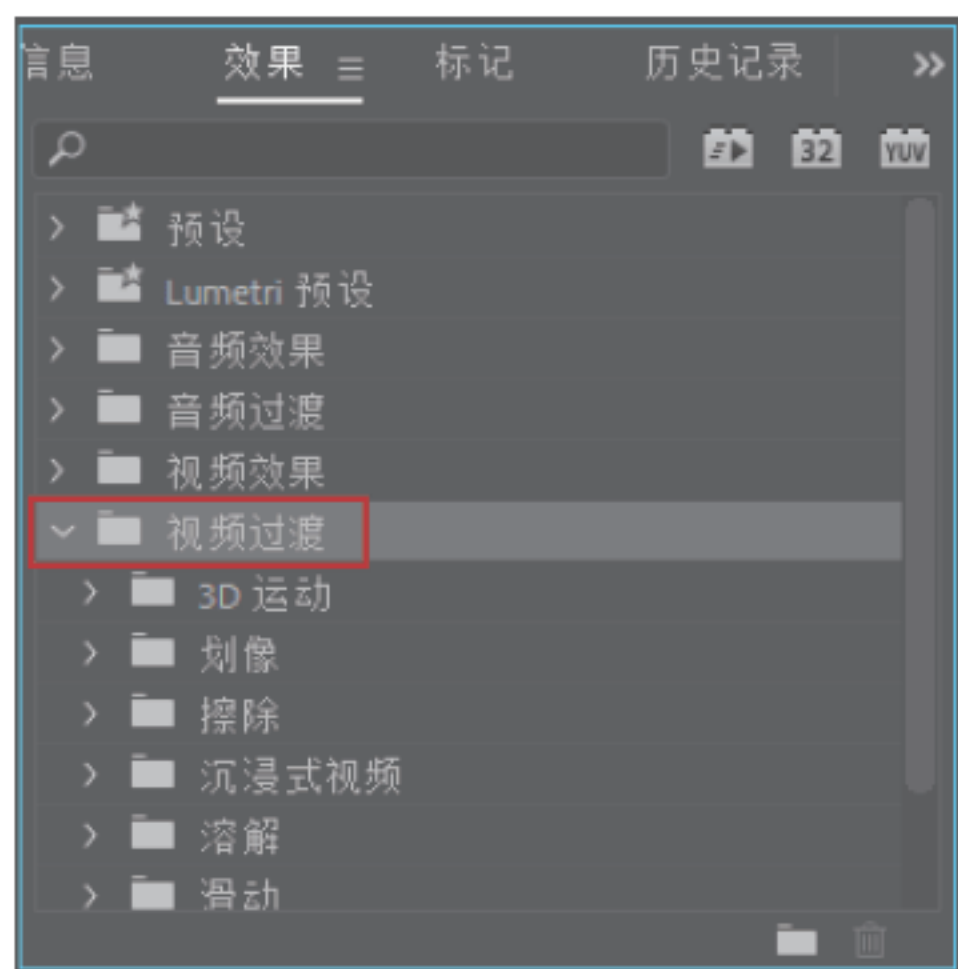 信息 效果 标记 历史记录
32 YUV
预设
Lumetri 预设
音频效果
音频过渡
视频效果
视频过渡
3D 运动
划像
擦除
沉浸式视频
溶解
滑动